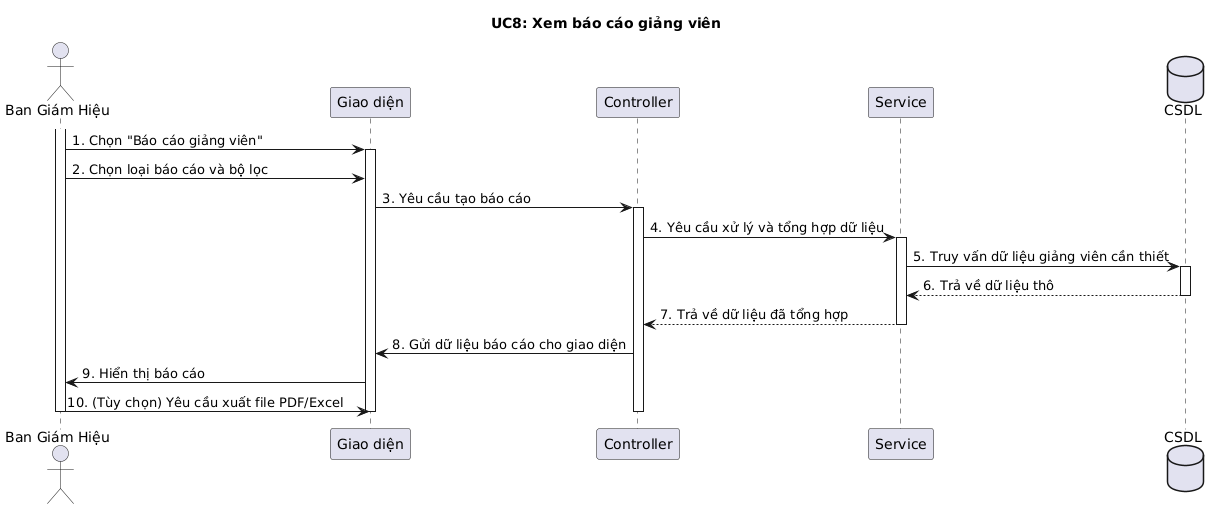 UC8: Xem báo cáo giảng viên
Ban Giám Hiệu
Giao diện
Controller
Service
CSDL
1. Chọn "Báo cáo giảng viên"
2. Chọn loại báo cáo và bộ lọc
3. Yêu cầu tạo báo cáo
4. Yêu cầu xử lý và tổng hợp dữ liệu
5. Truy vấn dữ liệu giảng viên cần thiết
6. Trả về dữ liệu thô
7. Trả về dữ liệu đã tổng hợp
8. Gửi dữ liệu báo cáo cho giao diện
9. Hiển thị báo cáo
10. (Tùy chọn) Yêu cầu xuất file PDF/Excel
Ban Giám Hiệu
Giao diện
Controller
Service
CSDL